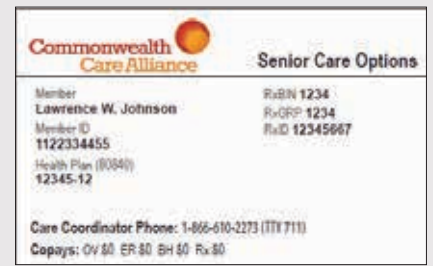 Commonwealth
Care Alliance
Senior Care Options
Member
Lawrence W. Johnson
Member ID
1122334455
Health Plan (80840)
12345-12
RxBIN 1234
RxGRP 1234
RxID 12345667
Care Coordinator Phone: 1-866-610-2273 (TTY 711)
Copays: OV $0 ER $0 BH $0 Rx $0